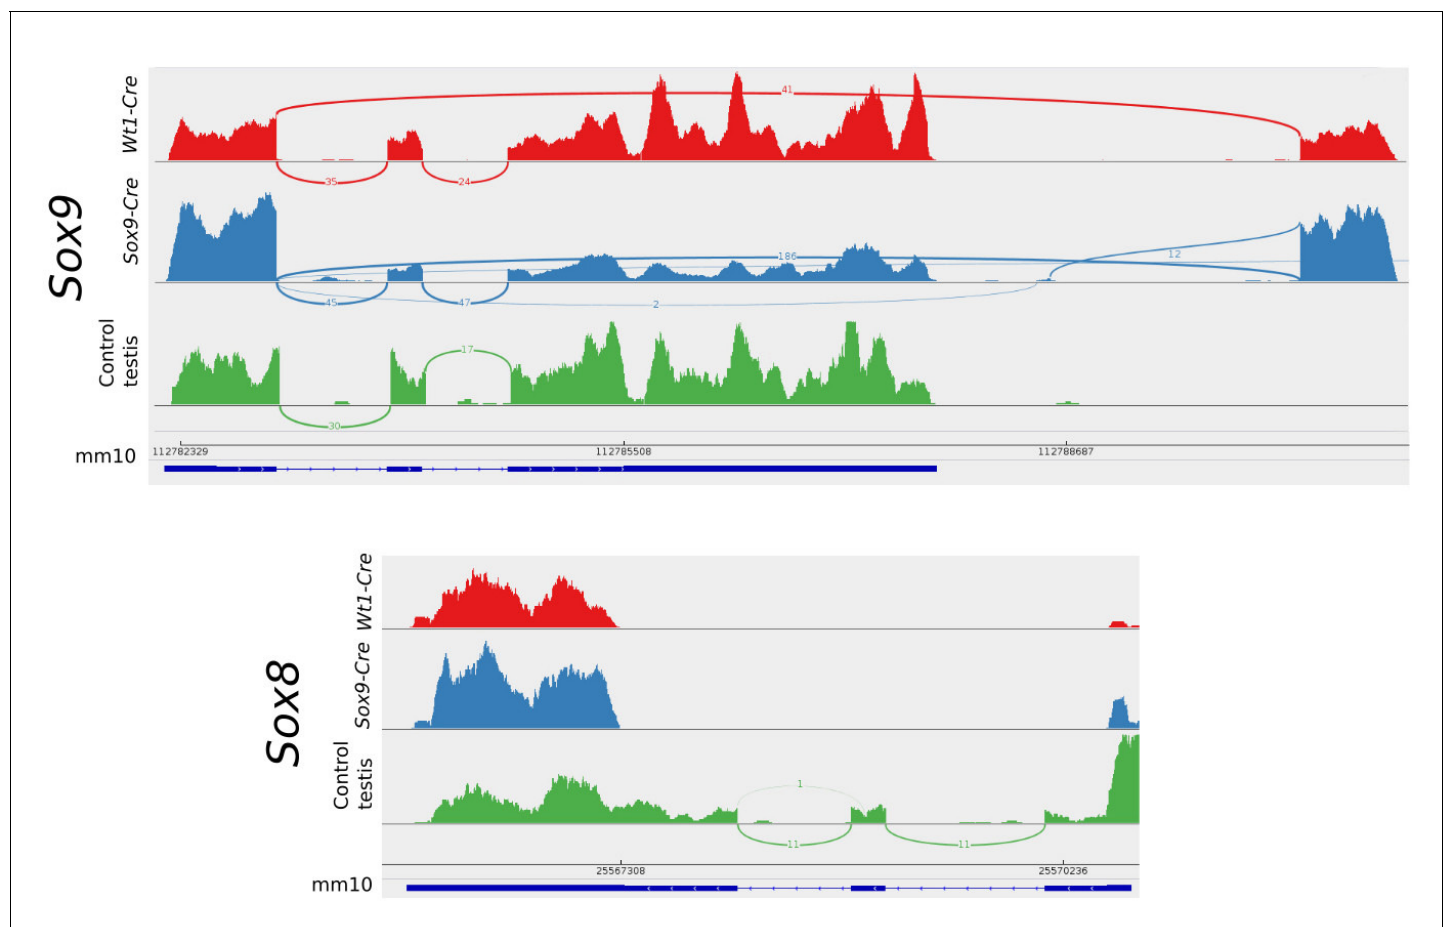 Sox9
Wt1-Cre
41
35
24
Sox9-Cre
186
12
45
47
2
Control
testis
17
30
mm10
112782329 112785508 112788687
Sox8
Wt1-Cre
Sox9-Cre
Control
testis
1
11 11
mm10
25567308 25570236